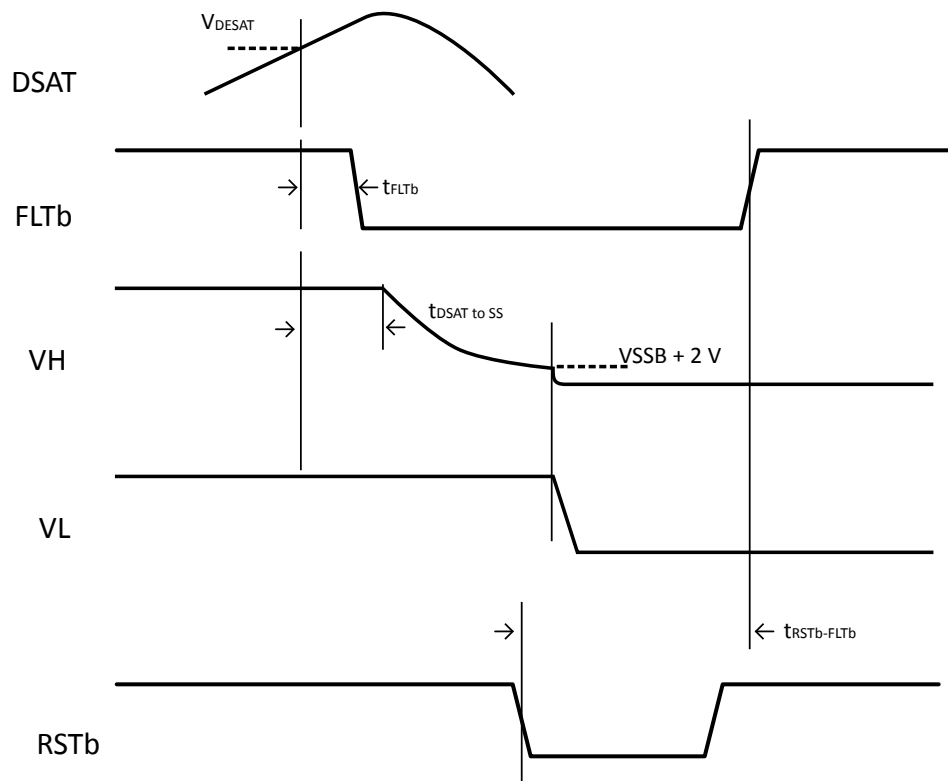 VDESAT
DSAT
tFLTb
FLTb
tDSAT to SS
VH
VSSB + 2 V
VL
tRSTb-FLTb
RSTb